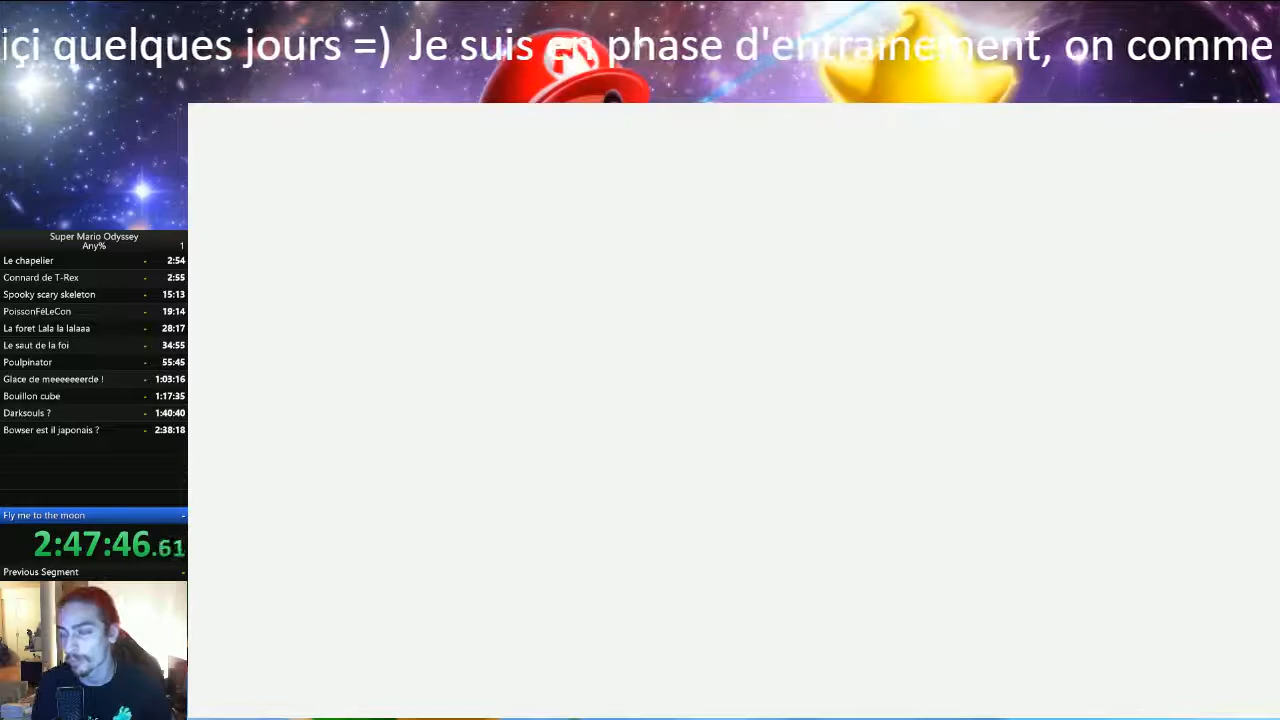 içi quelques jours =) Je suis en phase d'entrainement, on comme
Super Mario Odyssey
Any% 1
Le chapelier - 2:54
Connard de T-Rex - 2:55
Spooky scary skeleton - 15:13
PoissonFéLeCon - 19:14
La foret Lala la lalaaa - 28:17
Le saut de la foi - 34:55
Poulpinator - 55:45
Glace de meeeeeeerde ! - 1:03:16
Bouillon cube - 1:17:35
Darksouls ? - 1:40:40
Bowser est il japonais ? - 2:38:18
Fly me to the moon -
2:47:46.61
Previous Segment -